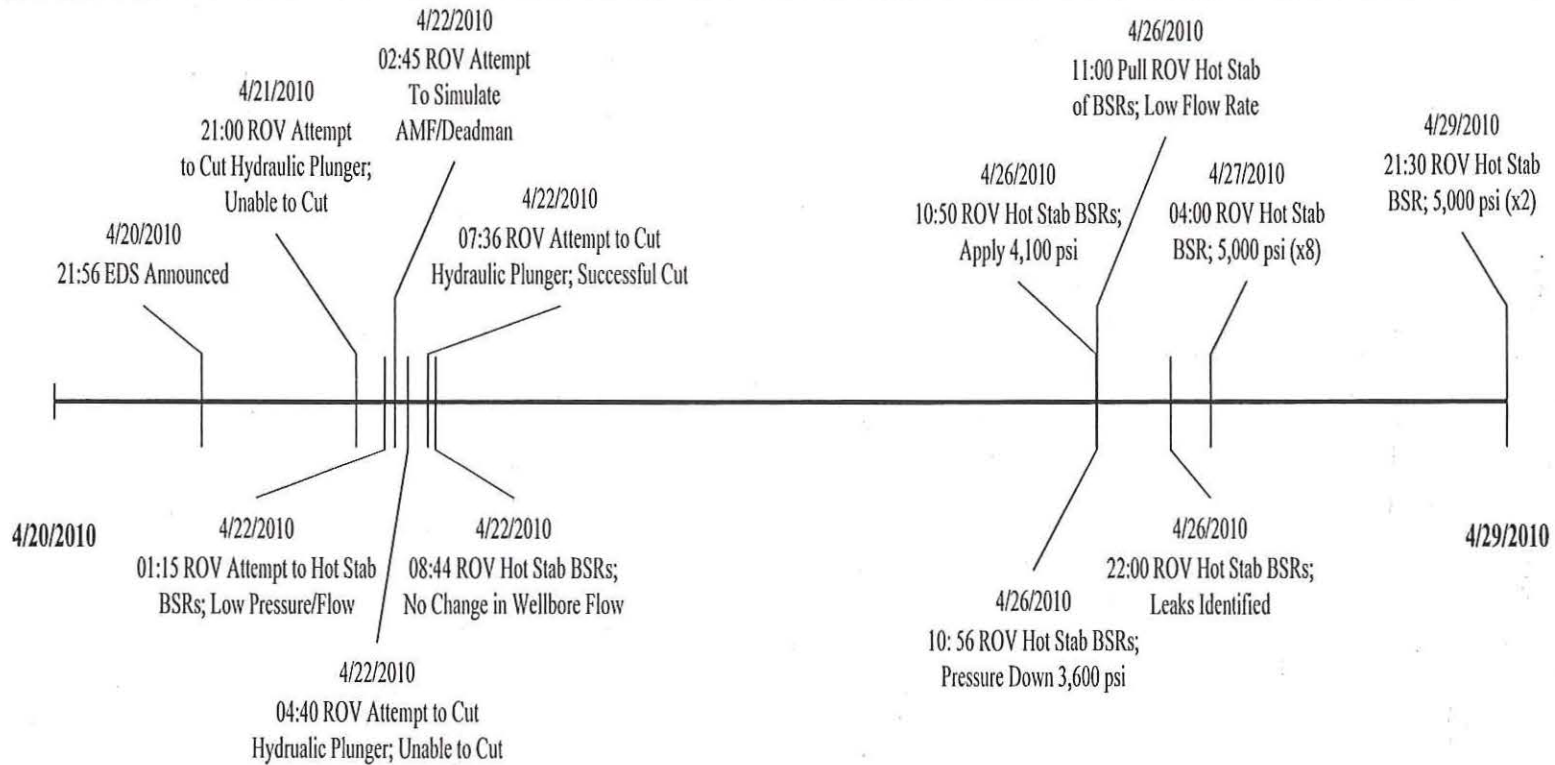 4/22/2010
02:45 ROV Attempt
To Simulate
AMF/Deadman
4/21/2010
21:00 ROV Attempt
to Cut Hydraulic Plunger;
Unable to Cut
4/20/2010
21:56 EDS Announced
4/22/2010
07:36 ROV Attempt to Cut
Hydraulic Plunger; Successful Cut
4/26/2010
11:00 Pull ROV Hot Stab
of BSRs; Low Flow Rate
4/26/2010
10:50 ROV Hot Stab BSRs;
Apply 4,100 psi
4/27/2010
04:00 ROV Hot Stab
BSR; 5,000 psi (x8)
4/29/2010
21:30 ROV Hot Stab
BSR; 5,000 psi (x2)
4/20/2010
4/22/2010
01:15 ROV Attempt to Hot Stab
BSRs; Low Pressure/Flow
4/22/2010
08:44 ROV Hot Stab BSRs;
No Change in Wellbore Flow
4/22/2010
04:40 ROV Attempt to Cut
Hydrualic Plunger; Unable to Cut
4/26/2010
10: 56 ROV Hot Stab BSRs;
Pressure Down 3,600 psi
4/26/2010
22:00 ROV Hot Stab BSRs;
Leaks Identified
4/29/2010